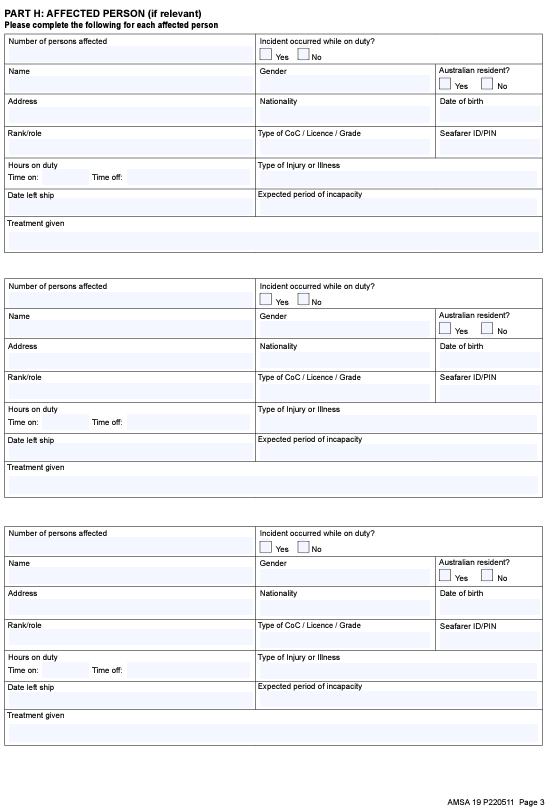 PART H: AFFECTED PERSON (if relevant)
Please complete the following for each affected person
Number of persons affected Incident occurred while on duty?
Yes No
Name Gender Australian resident?
Yes No
Address Nationality Date of birth
Rank/role Type of CoC / Licence / Grade Seafarer ID/PIN
Hours on duty Type of Injury or Illness
Time on: Time off:
Date left ship Expected period of incapacity
Treatment given
Number of persons affected Incident occurred while on duty?
Yes No
Name Gender Australian resident?
Yes No
Address Nationality Date of birth
Rank/role Type of CoC / Licence / Grade Seafarer ID/PIN
Hours on duty Type of Injury or Illness
Time on: Time off:
Date left ship Expected period of incapacity
Treatment given
Number of persons affected Incident occurred while on duty?
Yes No
Name Gender Australian resident?
Yes No
Address Nationality Date of birth
Rank/role Type of CoC / Licence / Grade Seafarer ID/PIN
Hours on duty Type of Injury or Illness
Time on: Time off:
Date left ship Expected period of incapacity
Treatment given
AMSA 19 P220511 Page 3